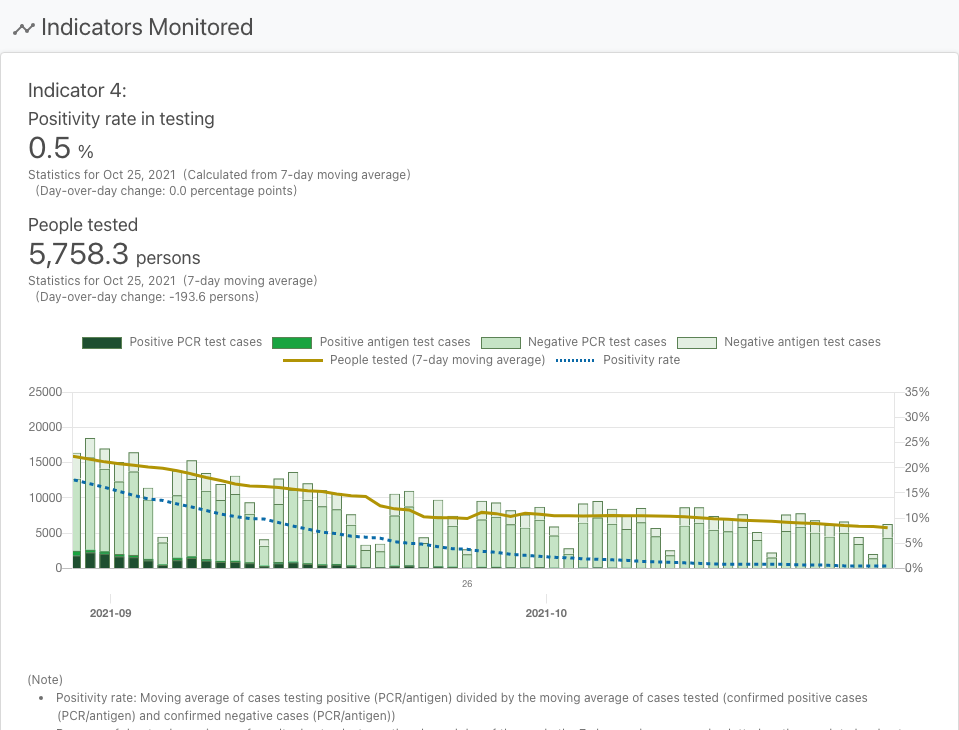 Indicators Monitored
Indicator 4:
Positivity rate in testing
0.5 %
Statistics for Oct 25, 2021 (Calculated from 7-day moving average)
(Day-over-day change: 0.0 percentage points)
People tested
5,758.3 persons
Statistics for Oct 25, 2021 (7-day moving average)
(Day-over-day change: -193.6 persons)
Positive PCR test cases Positive antigen test cases Negative PCR test cases Negative antigen test cases
People tested (7-day moving average) Positivity rate
25000 35%
30%
20000
25%
15000 20%
15%
10000
10%
5000
5%
0 0%
26
2021-09 2021-10
(Note)
• Positivity rate: Moving average of cases testing positive (PCR/antigen) divided by the moving average of cases tested (confirmed positive cases
(PCR/antigen) and confirmed negative cases (PCR/antigen))